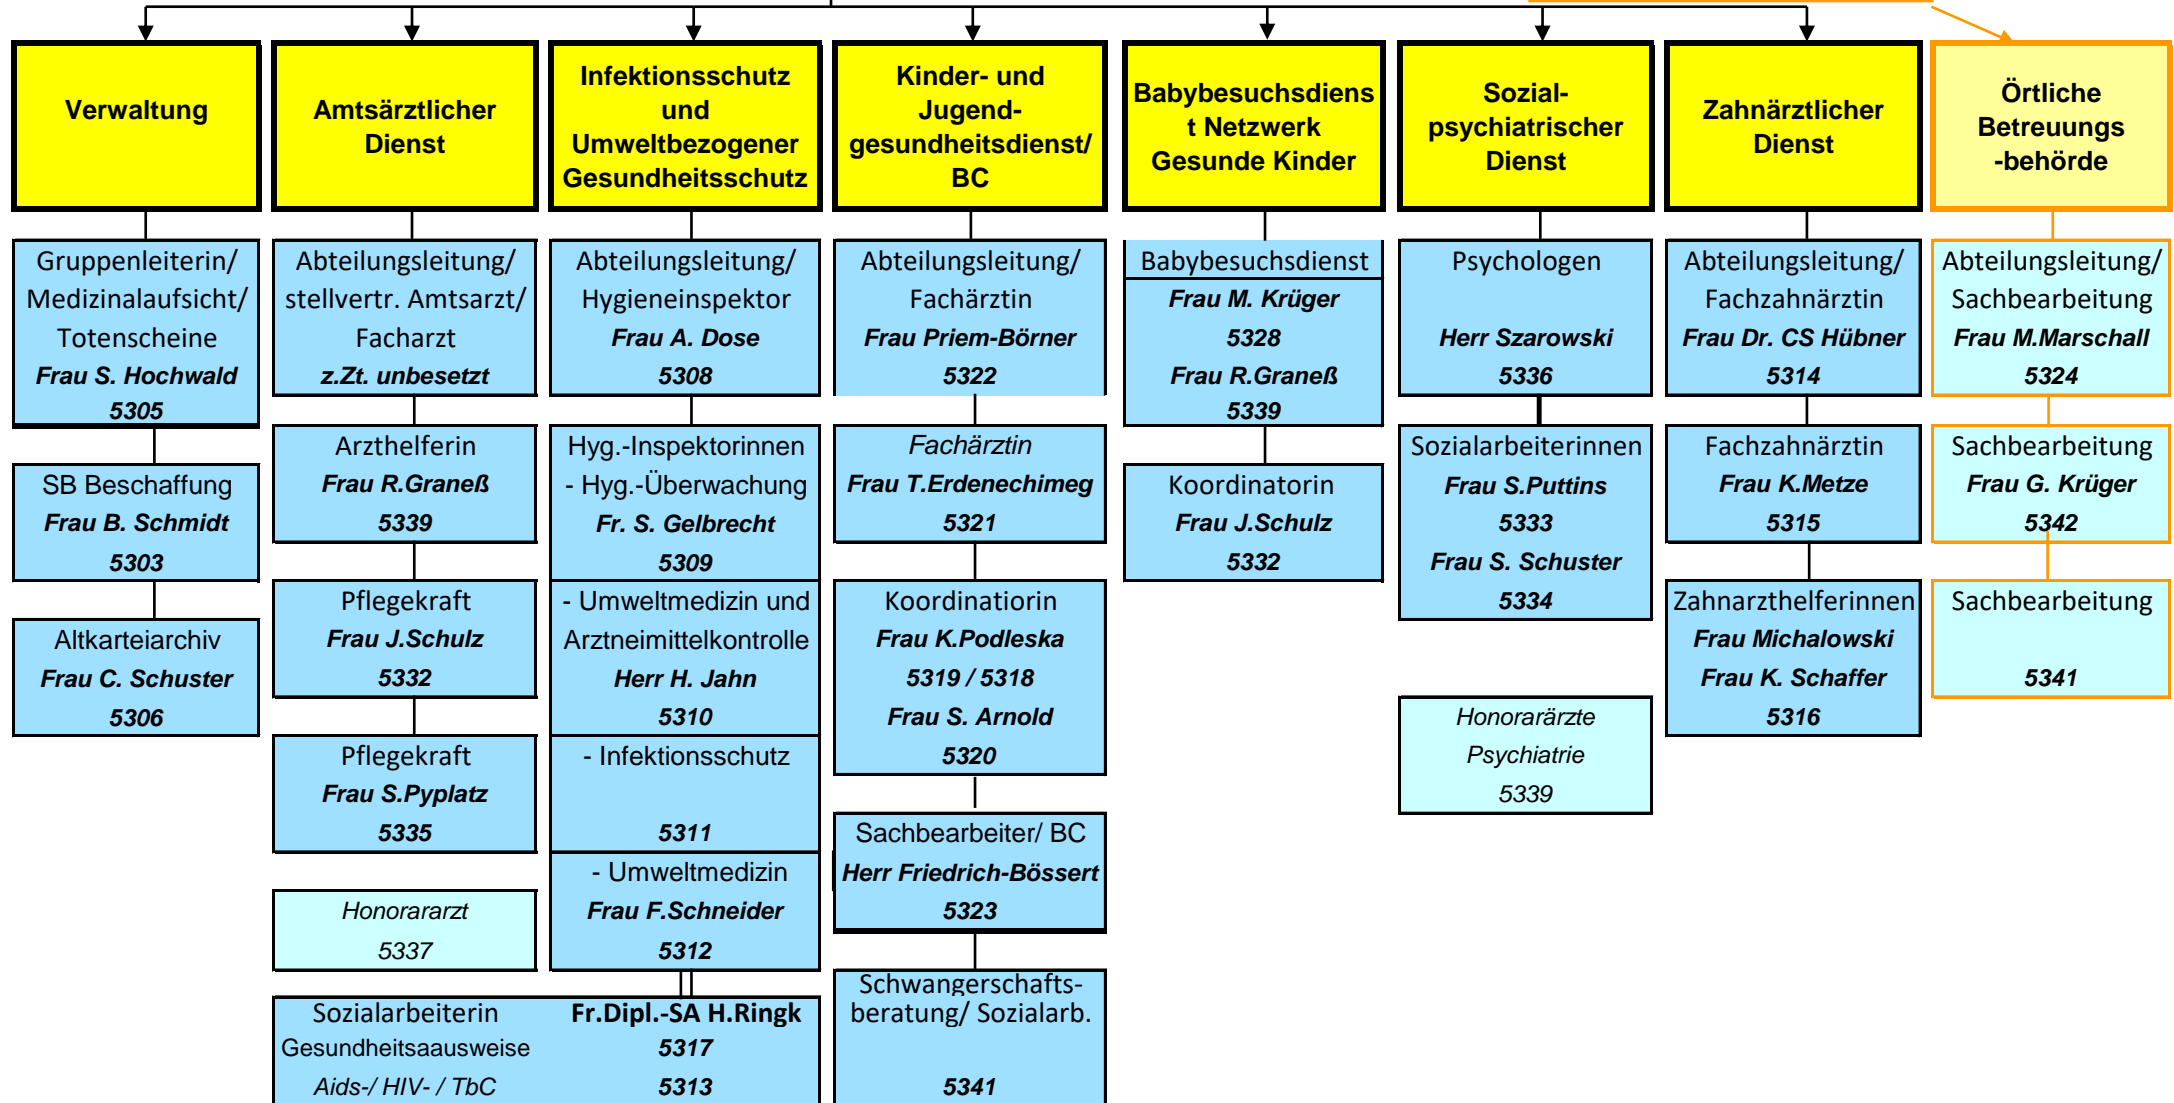 Verwaltung
Amtsärztlicher
Dienst
Infektionsschutz
und
Umweltbezogener
Gesundheitsschutz
Kinder- und
Jugend-
gesundheitsdienst/
BC
Babybesuchsdiens
t Netzwerk
Gesunde Kinder
Sozial-
psychiatrischer
Dienst
Zahnärztlicher
Dienst
Örtliche
Betreuungs
-behörde
Gruppenleiterin/
Medizinalaufsicht/
Totenscheine
Frau S. Hochwald
5305
SB Beschaffung
Frau B. Schmidt
5303
Altkarteiarchiv
Frau C. Schuster
5306
Abteilungsleitung/
stellvertr. Amtsarzt/
Facharzt
z.Zt. unbesetzt
Arzthelferin
Frau R.Graneß
5339
Pflegekraft
Frau J.Schulz
5332
Pflegekraft
Frau S.Pyplatz
5335
Honorararzt
5337
Abteilungsleitung/
Hygieneinspektor
Frau A. Dose
5308
Hyg.-Inspektorinnen
- Hyg.-Überwachung
Fr. S. Gelbrecht
5309
- Umweltmedizin und
Arztneimittelkontrolle
Herr H. Jahn
5310
- Infektionsschutz
5311
- Umweltmedizin
Frau F.Schneider
5312
Sozialarbeiterin Fr.Dipl.-SA H.Ringk
Gesundheitsaausweise 5317
Aids-/ HIV- / TbC 5313
Abteilungsleitung/
Fachärztin
Frau Priem-Börner
5322
Fachärztin
Frau T.Erdenechimeg
5321
Koordinatiorin
Frau K.Podleska
5319 / 5318
Frau S. Arnold
5320
Sachbearbeiter/ BC
Herr Friedrich-Bössert
5323
Schwangerschafts-
beratung/ Sozialarb.
5341
Babybesuchsdienst
Frau M. Krüger
5328
Frau R.Graneß
5339
Koordinatorin
Frau J.Schulz
5332
Psychologen
Herr Szarowski
5336
Sozialarbeiterinnen
Frau S.Puttins
5333
Frau S. Schuster
5334
Honorarärzte
Psychiatrie
5339
Abteilungsleitung/
Fachzahnärztin
Frau Dr. CS Hübner
5314
Fachzahnärztin
Frau K.Metze
5315
Zahnarzthelferinnen
Frau Michalowski
Frau K. Schaffer
5316
Abteilungsleitung/
Sachbearbeitung
Frau M.Marschall
5324
Sachbearbeitung
Frau G. Krüger
5342
Sachbearbeitung
5341